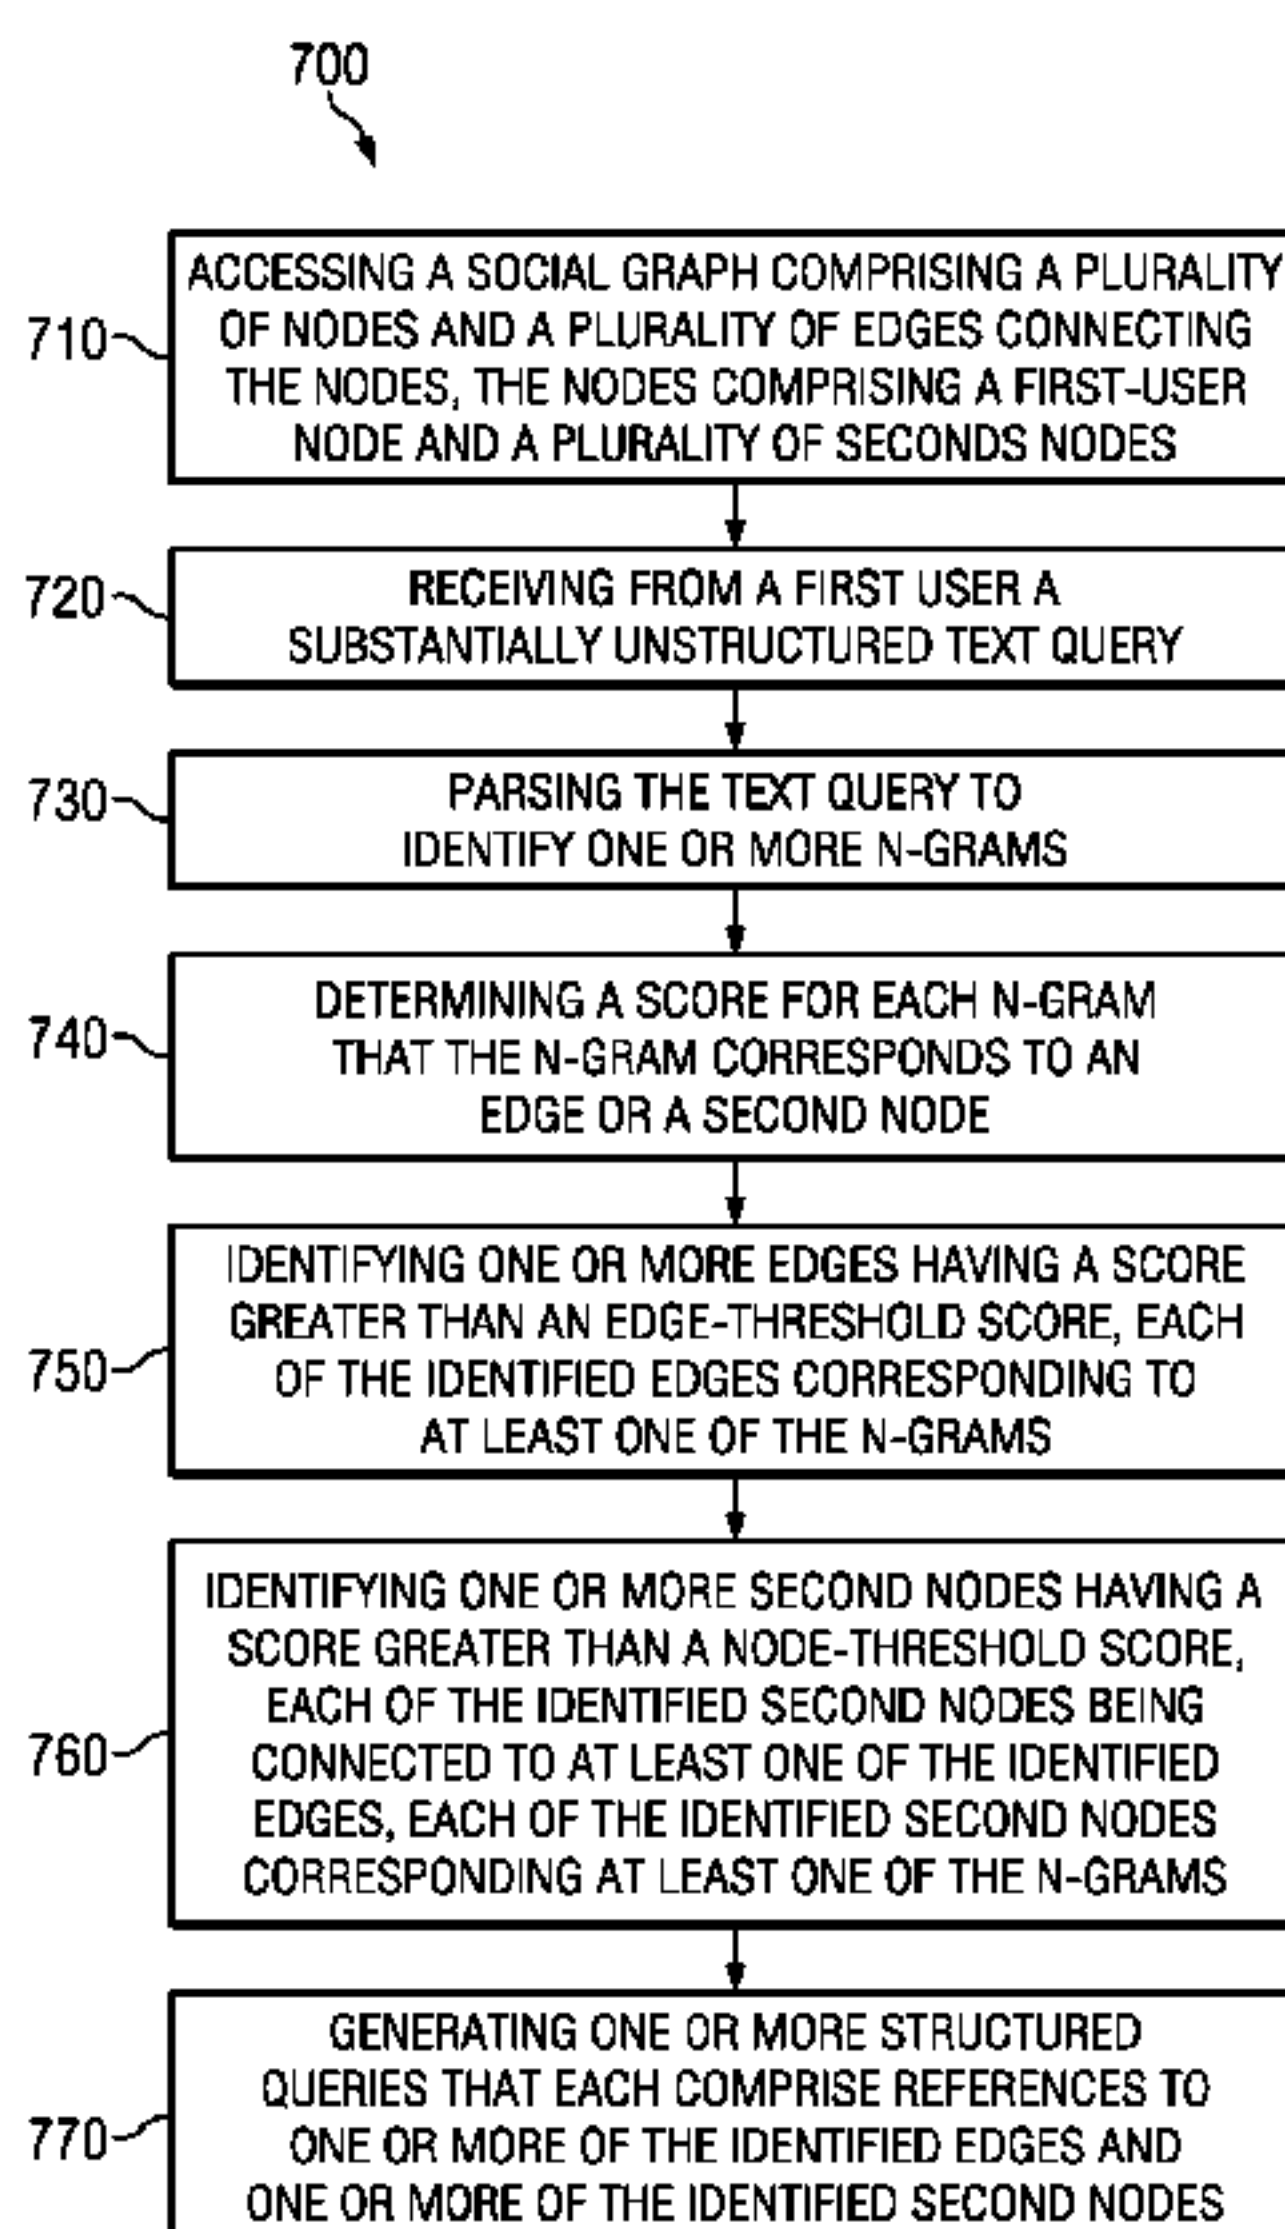 700
710
ACCESSING A SOCIAL GRAPH COMPRISING A PLURALITY
OF NODES AND A PLURALITY OF EDGES CONNECTING
THE NODES, THE NODES COMPRISING A FIRST-USER
NODE AND A PLURALITY OF SECONDS NODES
720
RECEIVING FROM A FIRST USER A
SUBSTANTIALLY UNSTRUCTURED TEXT QUERY
730
PARSING THE TEXT QUERY TO
IDENTIFY ONE OR MORE N-GRAMS
740
DETERMINING A SCORE FOR EACH N-GRAM
THAT THE N-GRAM CORRESPONDS TO AN
EDGE OR A SECOND NODE
750
IDENTIFYING ONE OR MORE EDGES HAVING A SCORE
GREATER THAN AN EDGE-THRESHOLD SCORE, EACH
OF THE IDENTIFIED EDGES CORRESPONDING TO
AT LEAST ONE OF THE N-GRAMS
760
IDENTIFYING ONE OR MORE SECOND NODES HAVING A
SCORE GREATER THAN A NODE-THRESHOLD SCORE,
EACH OF THE IDENTIFIED SECOND NODES BEING
CONNECTED TO AT LEAST ONE OF THE IDENTIFIED
EDGES, EACH OF THE IDENTIFIED SECOND NODES
CORRESPONDING AT LEAST ONE OF THE N-GRAMS
770
GENERATING ONE OR MORE STRUCTURED
QUERIES THAT EACH COMPRISE REFERENCES TO
ONE OR MORE OF THE IDENTIFIED EDGES AND
ONE OR MORE OF THE IDENTIFIED SECOND NODES